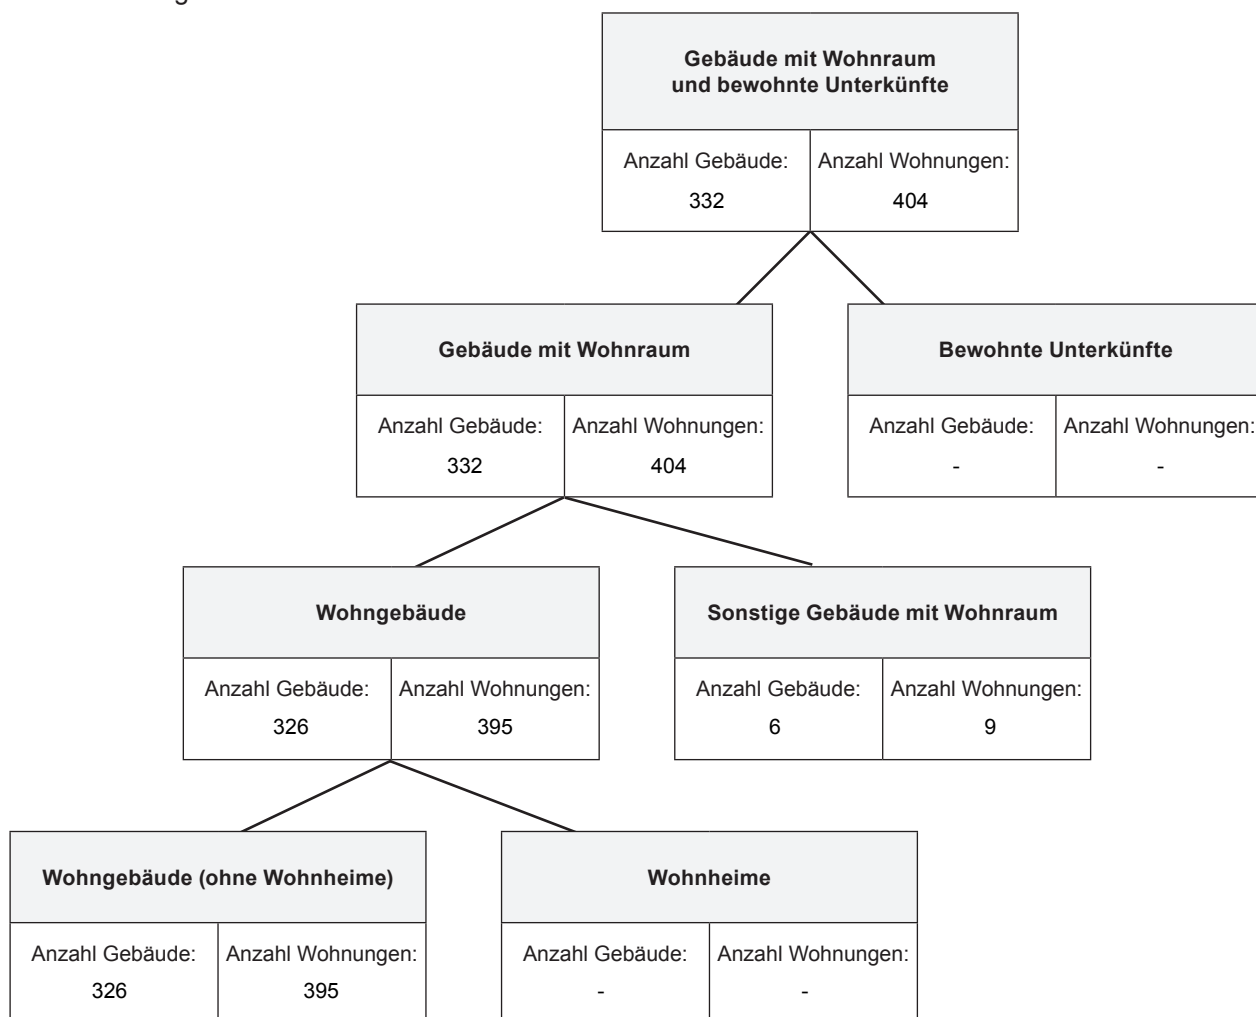 Gebäude mit Wohnraum
und bewohnte Unterkünfte
Anzahl Gebäude: Anzahl Wohnungen:
332 404
Gebäude mit Wohnraum
Anzahl Gebäude: Anzahl Wohnungen:
332 404
Bewohnte Unterkünfte
Anzahl Gebäude: Anzahl Wohnungen:
- -
Wohngebäude
Anzahl Gebäude: Anzahl Wohnungen:
326 395
Sonstige Gebäude mit Wohnraum
Anzahl Gebäude: Anzahl Wohnungen:
6 9
Wohngebäude (ohne Wohnheime)
Anzahl Gebäude: Anzahl Wohnungen:
326 395
Wohnheime
Anzahl Gebäude: Anzahl Wohnungen:
- -